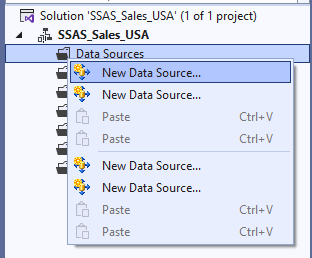 Solution 'SSAS_Sales_USA' (1 of 1 project)
SSAS_Sales_USA
Data Sources
New Data Source...
New Data Source...
Paste Ctrl+V
Paste Ctrl+V
New Data Source...
New Data Source...
Paste Ctrl+V
Paste Ctrl+V